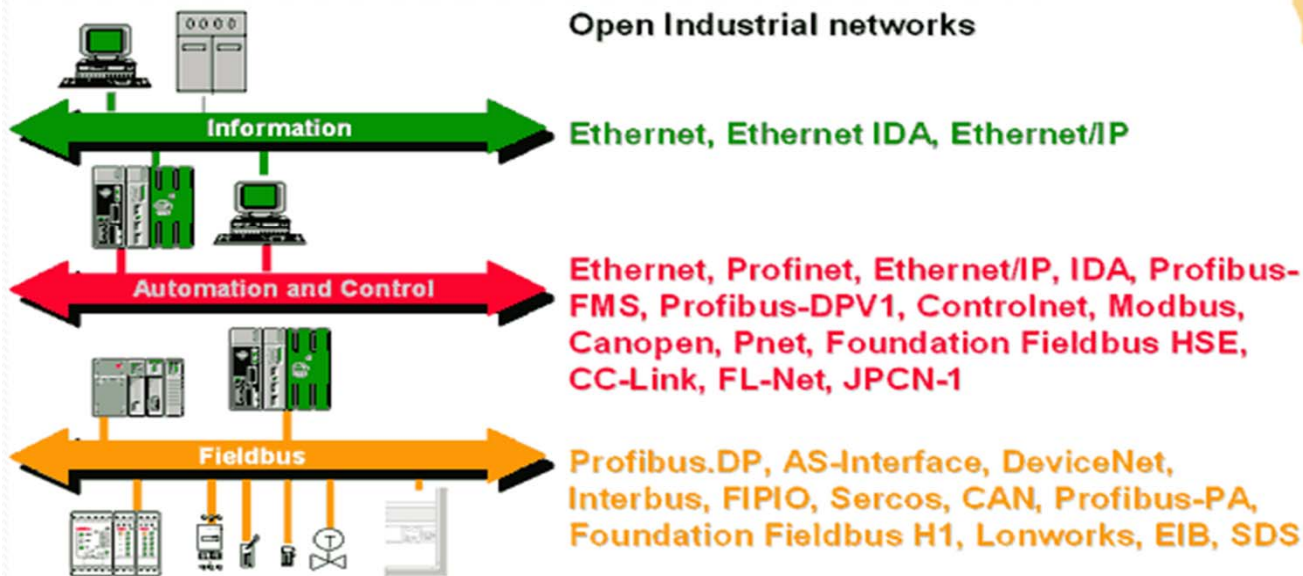 Open Industrial networks
Information
Ethernet, Ethernet IDA, Ethernet/IP
Automation and Control
Ethernet, Profinet, Ethernet/IP, IDA, Profibus-
FMS, Profibus-DPV1, Controlnet, Modbus,
Canopen, Pnet, Foundation Fieldbus HSE,
CC-Link, FL-Net, JPCN-1
Fieldbus
Profibus.DP, AS-Interface, DeviceNet,
Interbus, FIPIO, Sercos, CAN, Profibus-PA,
Foundation Fieldbus H1, Lonworks, EIB, SDS
T